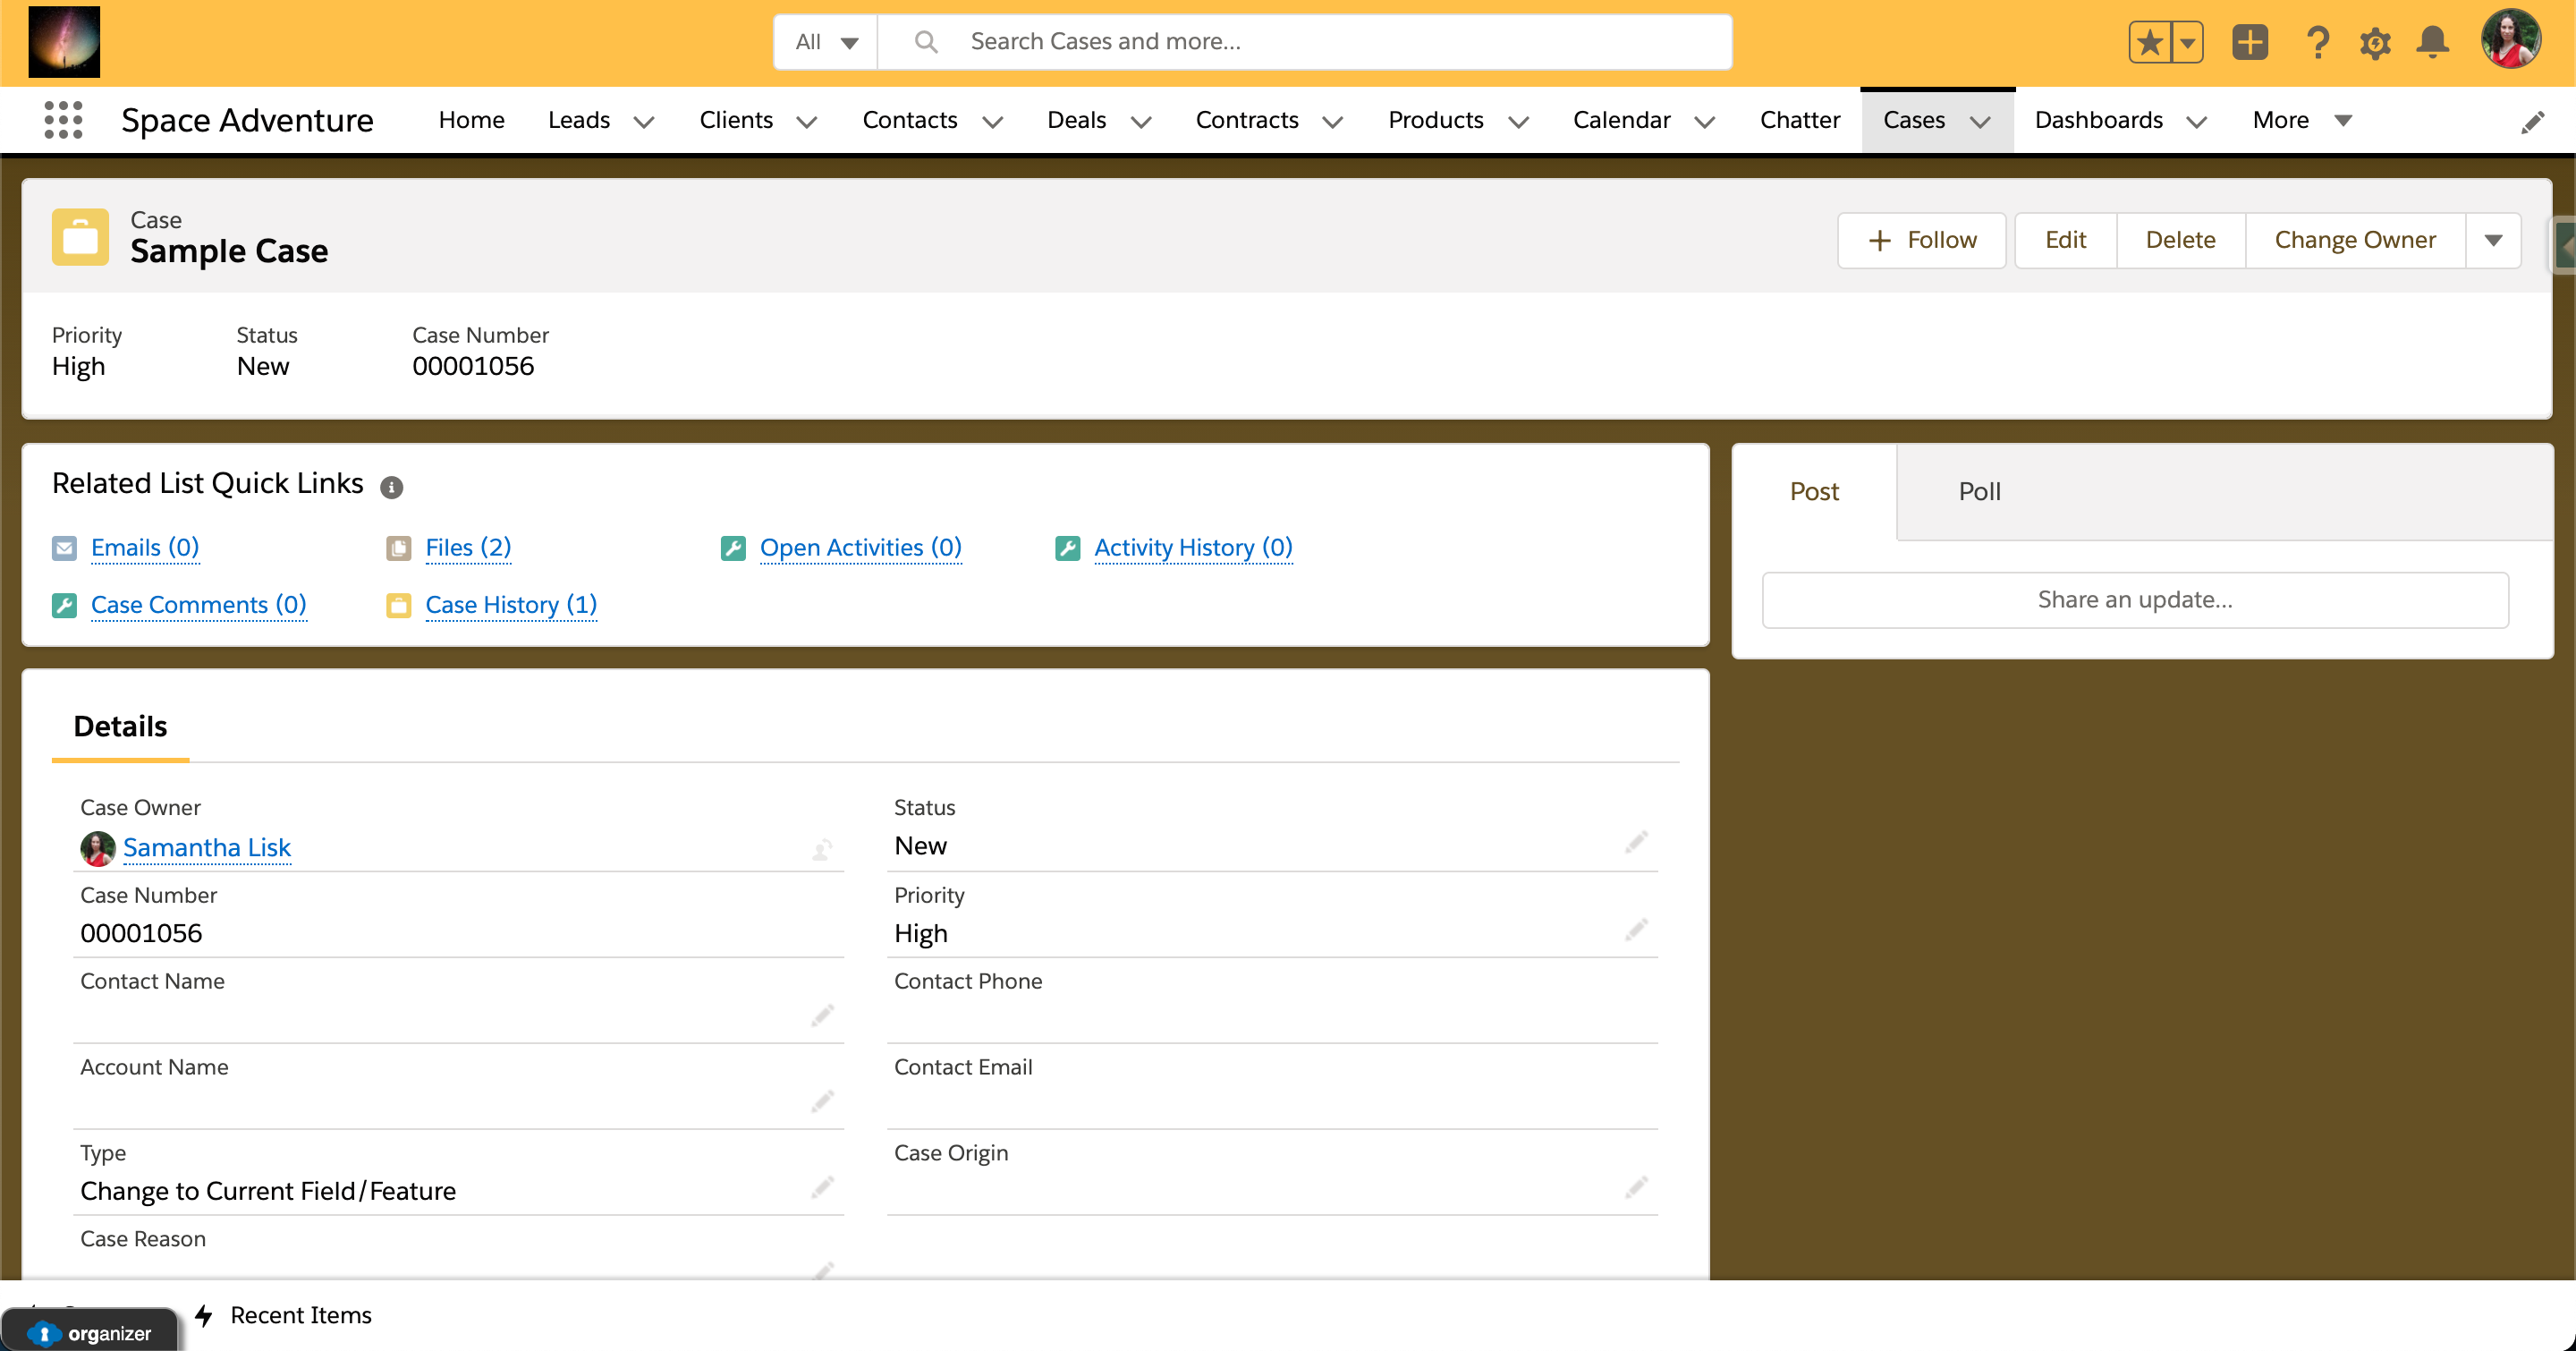 All
Search Cases and more...
Space Adventure
Home
Leads
Clients
Contacts
Deals
Contracts
Products
Calendar
Chatter
Cases
Dashboards
More
Case
Sample Case
Follow
Edit
Delete
Change Owner
Priority
Status
Case Number
High
New
00001056
Related List Quick Links
Emails (0)
Files (2)
Open Activities (0)
Activity History (0)
Case Comments (0)
Case History (1)
Post
Poll
Share an update...
Details
Case Owner
Samantha Lisk
Status
New
Case Number
00001056
Priority
High
Contact Name
Contact Phone
Account Name
Contact Email
Type
Change to Current Field/Feature
Case Origin
Case Reason
Recent Items
organizer